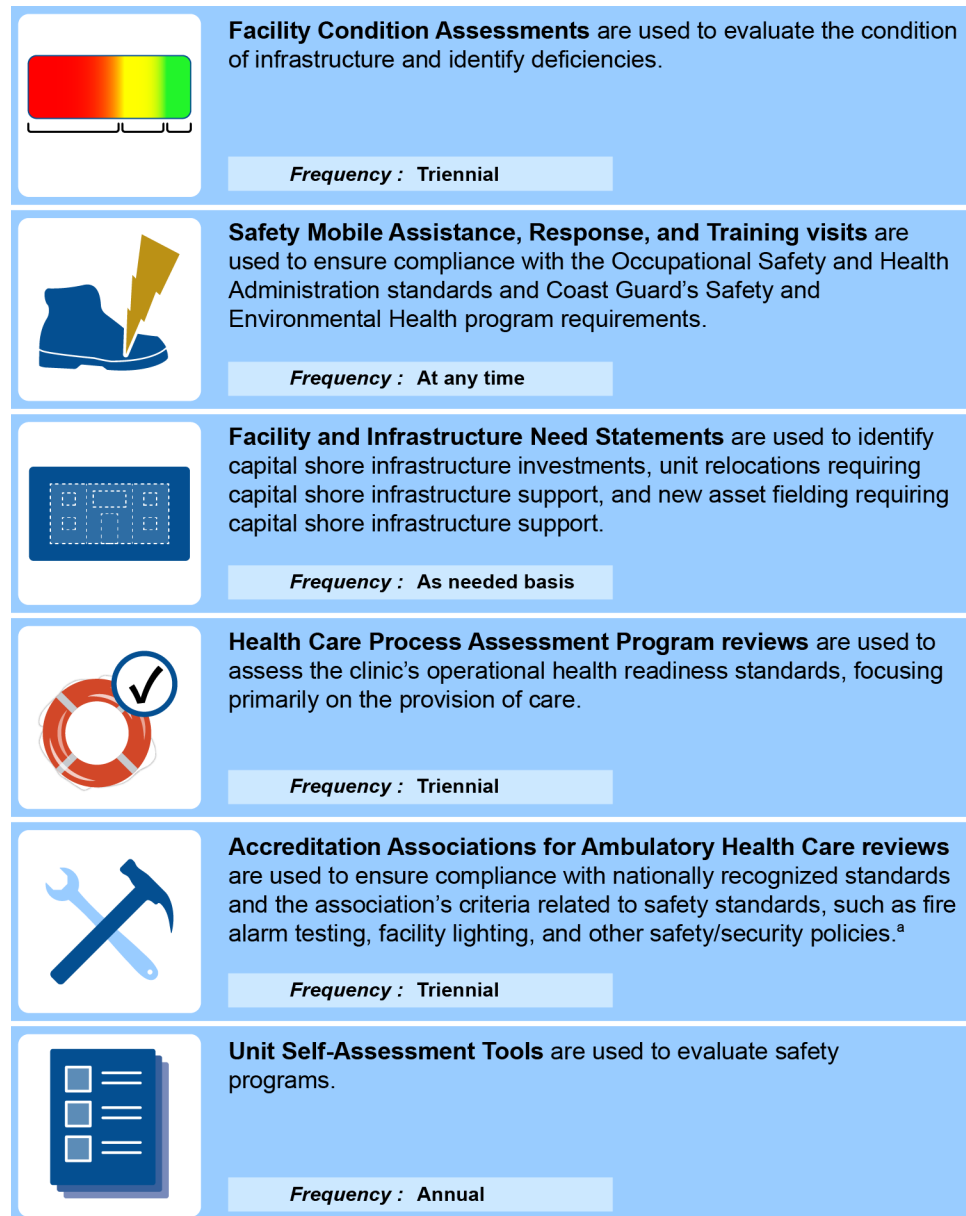 Facility Condition Assessments are used to evaluate the condition
of infrastructure and identify deficiencies.
Frequency : Triennial
Safety Mobile Assistance, Response, and Training visits are
used to ensure compliance with the Occupational Safety and Health
Administration standards and Coast Guard’s Safety and
Environmental Health program requirements.
Frequency : At any time
Facility and Infrastructure Need Statements are used to identify
capital shore infrastructure investments, unit relocations requiring
capital shore infrastructure support, and new asset fielding requiring
capital shore infrastructure support.
Frequency : As needed basis
Health Care Process Assessment Program reviews are used to
assess the clinic’s operational health readiness standards, focusing
primarily on the provision of care.
Frequency : Triennial
Accreditation Associations for Ambulatory Health Care reviews
are used to ensure compliance with nationally recognized standards
and the association’s criteria related to safety standards, such as fire
alarm testing, facility lighting, and other safety/security policies.ª
Frequency : Triennial
Unit Self-Assessment Tools are used to evaluate safety
programs.
Frequency : Annual